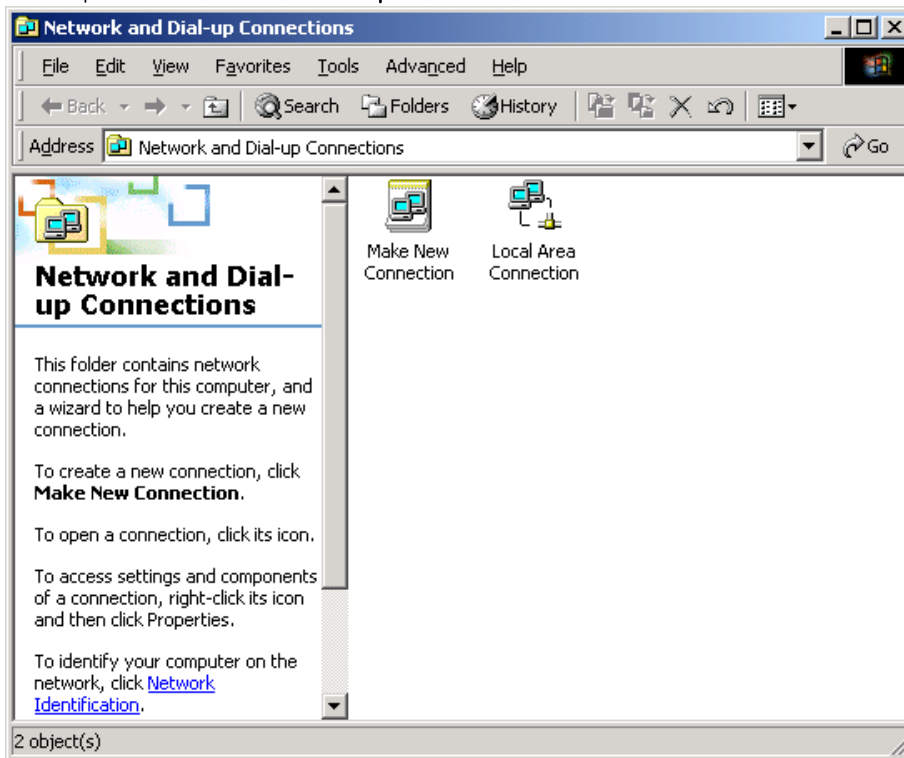 Network and Dial-up Connections
File Edit View Favorites Tools Advanced Help
Back Search Folders History
Address Network and Dial-up Connections Go
Make New
Connection
Local Area
Connection
Network and Dial-
up Connections
This folder contains network
connections for this computer, and
a wizard to help you create a new
connection.
To create a new connection, click
Make New Connection.
To open a connection, click its icon.
To access settings and components
of a connection, right-click its icon
and then click Properties.
To identify your computer on the
network, click Network
Identification.
2 object(s)